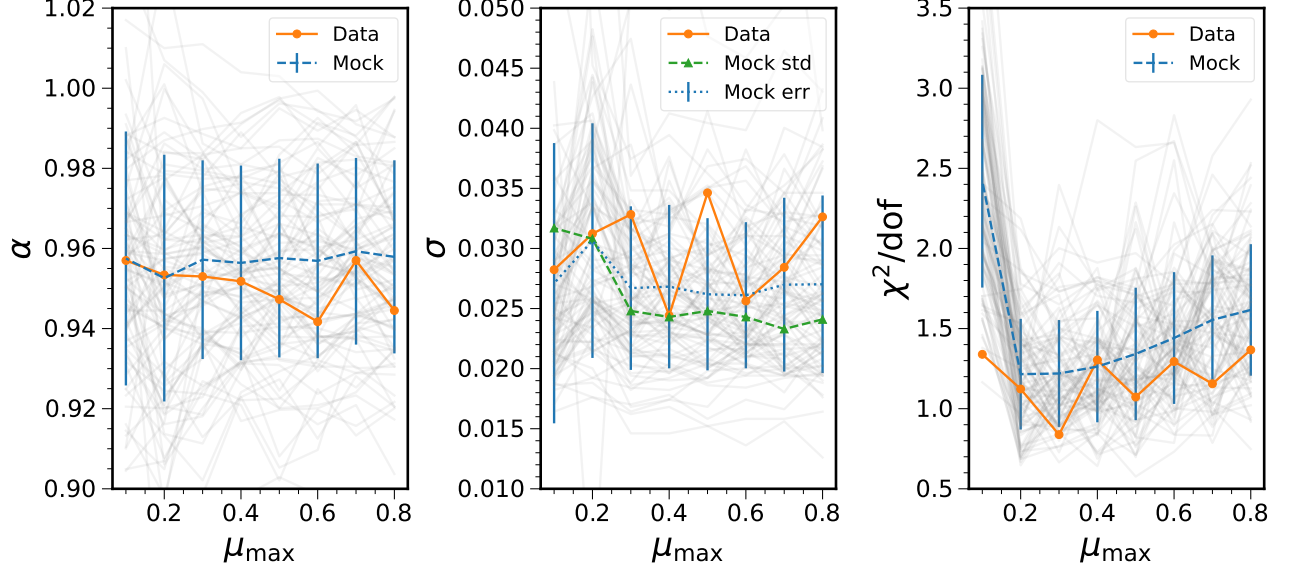 1.02
1.00
0.98
0.96
0.94
0.92
0.90
α
0.2 0.4 0.6 0.8
μmax
Data
Mock
0.050
0.045
0.040
0.035
0.030
0.025
0.020
0.015
0.010
σ
0.2 0.4 0.6 0.8
μmax
Data
Mock std
Mock err
3.5
3.0
2.5
2.0
1.5
1.0
0.5
χ²/dof
0.2 0.4 0.6 0.8
μmax
Data
Mock